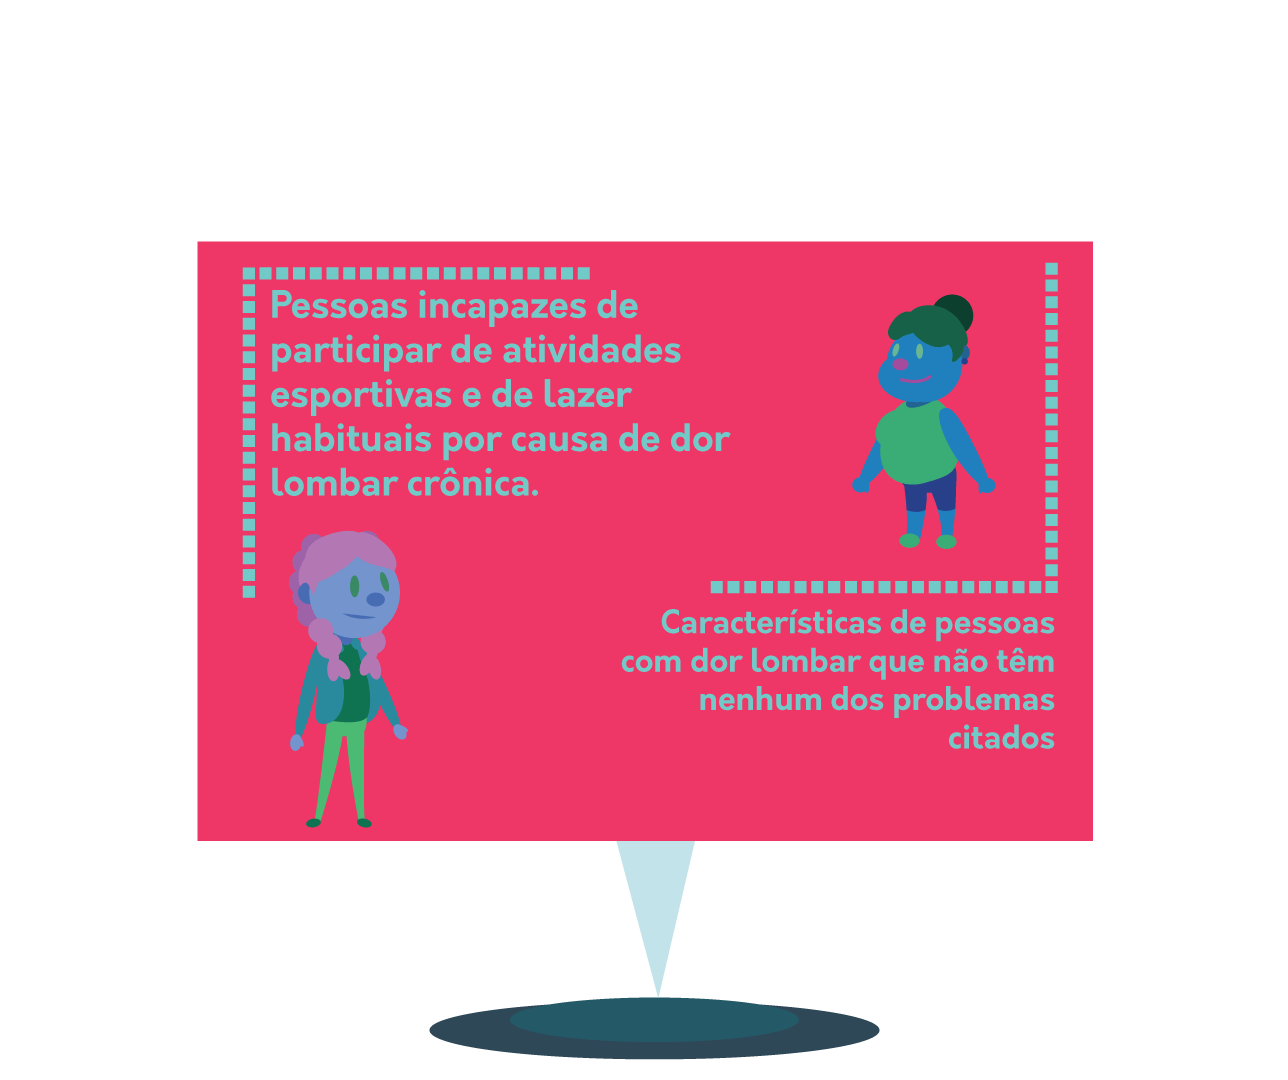 Pessoas incapazes de
participar de atividades
esportivas e de lazer
habituais por causa de dor
lombar crônica.
Características de pessoas
com dor lombar que não têm
nenhum dos problemas
citados